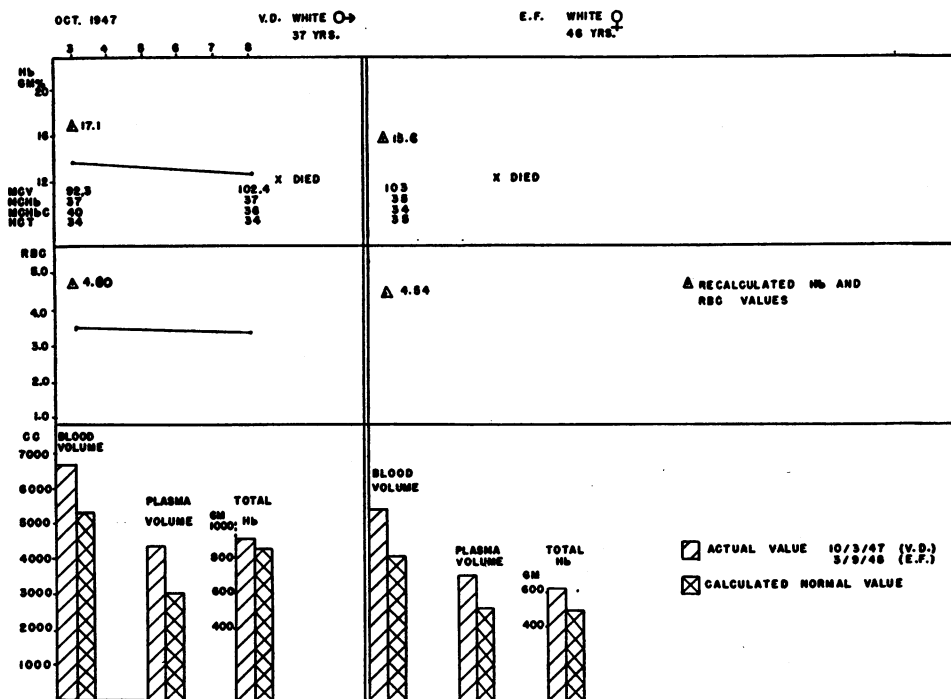 OCT. 1947 V.D. WHITE ♂ E.F. WHITE ♀
37 YRS. 46 YRS.
3 4 5 6 7 8
Hb
GM%
20
16
12
17.1
15.6
X DIED
X DIED
MCV 92.3 102.4 103
MCHb 37 37 35
MCHbC 40 36 34
HCT 34 34 35
RBC
5.0
4.0
3.0
2.0
1.0
4.80
4.54
RECALCULATED Hb AND
RBC VALUES
CC
7000
6000
5000
4000
3000
2000
1000
BLOOD
VOLUME
PLASMA
VOLUME
TOTAL
Hb
GM
1000
800
600
400
BLOOD
VOLUME
PLASMA
VOLUME
TOTAL
Hb
GM
600
400
ACTUAL VALUE 10/3/47 (V.D.)
3/9/48 (E.F.)
CALCULATED NORMAL VALUE